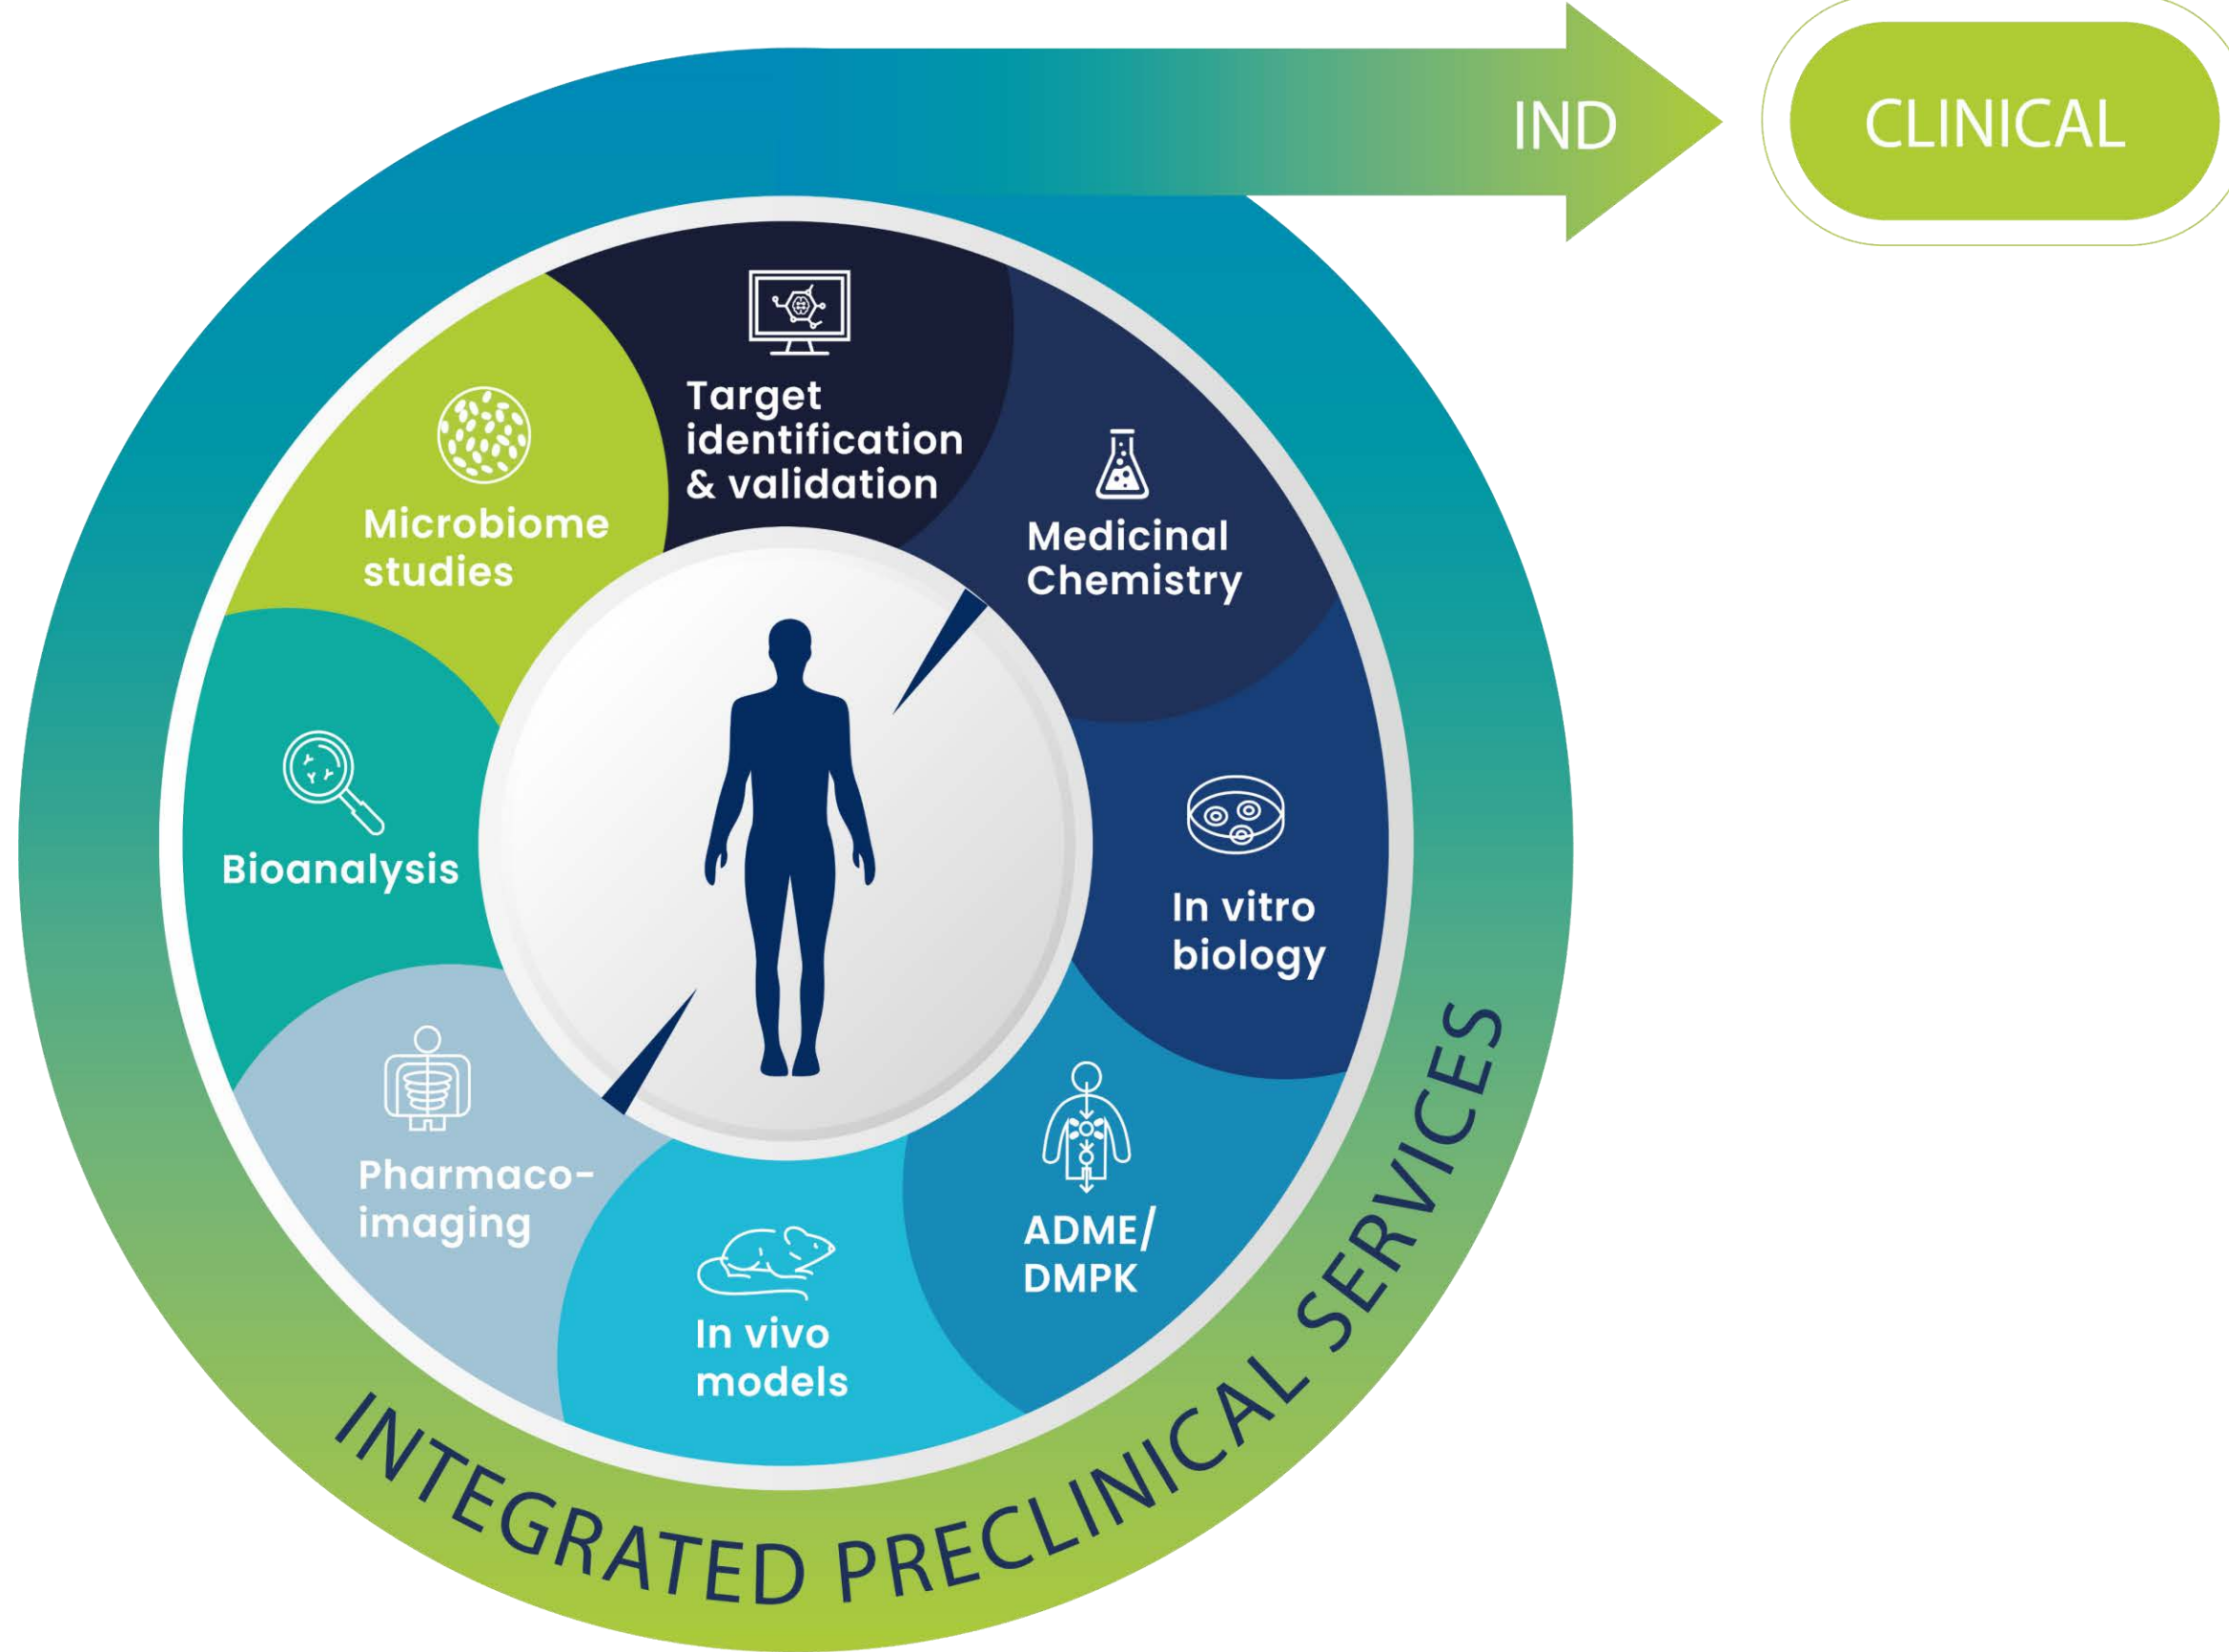 IND
CLINICAL
Target
identification
& validation
Medicinal
Chemistry
In vitro
biology
ADME/
DMPK
In vivo
models
Pharmaco-
imaging
Bioanalysis
Microbiome
studies
INTEGRATED PRECLINICAL SERVICES